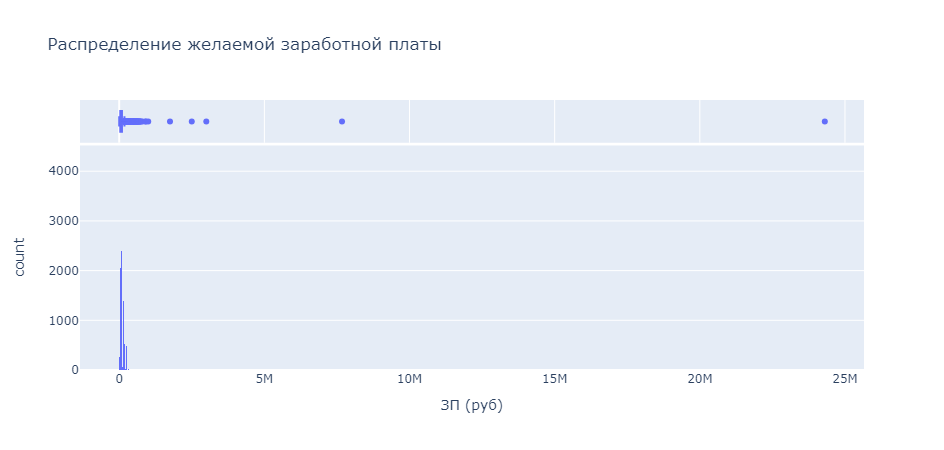 Распределение желаемой заработной платы
4000
3000
2000
1000
0
count
0 5M 10M 15M 20M 25M
ЗП (руб)